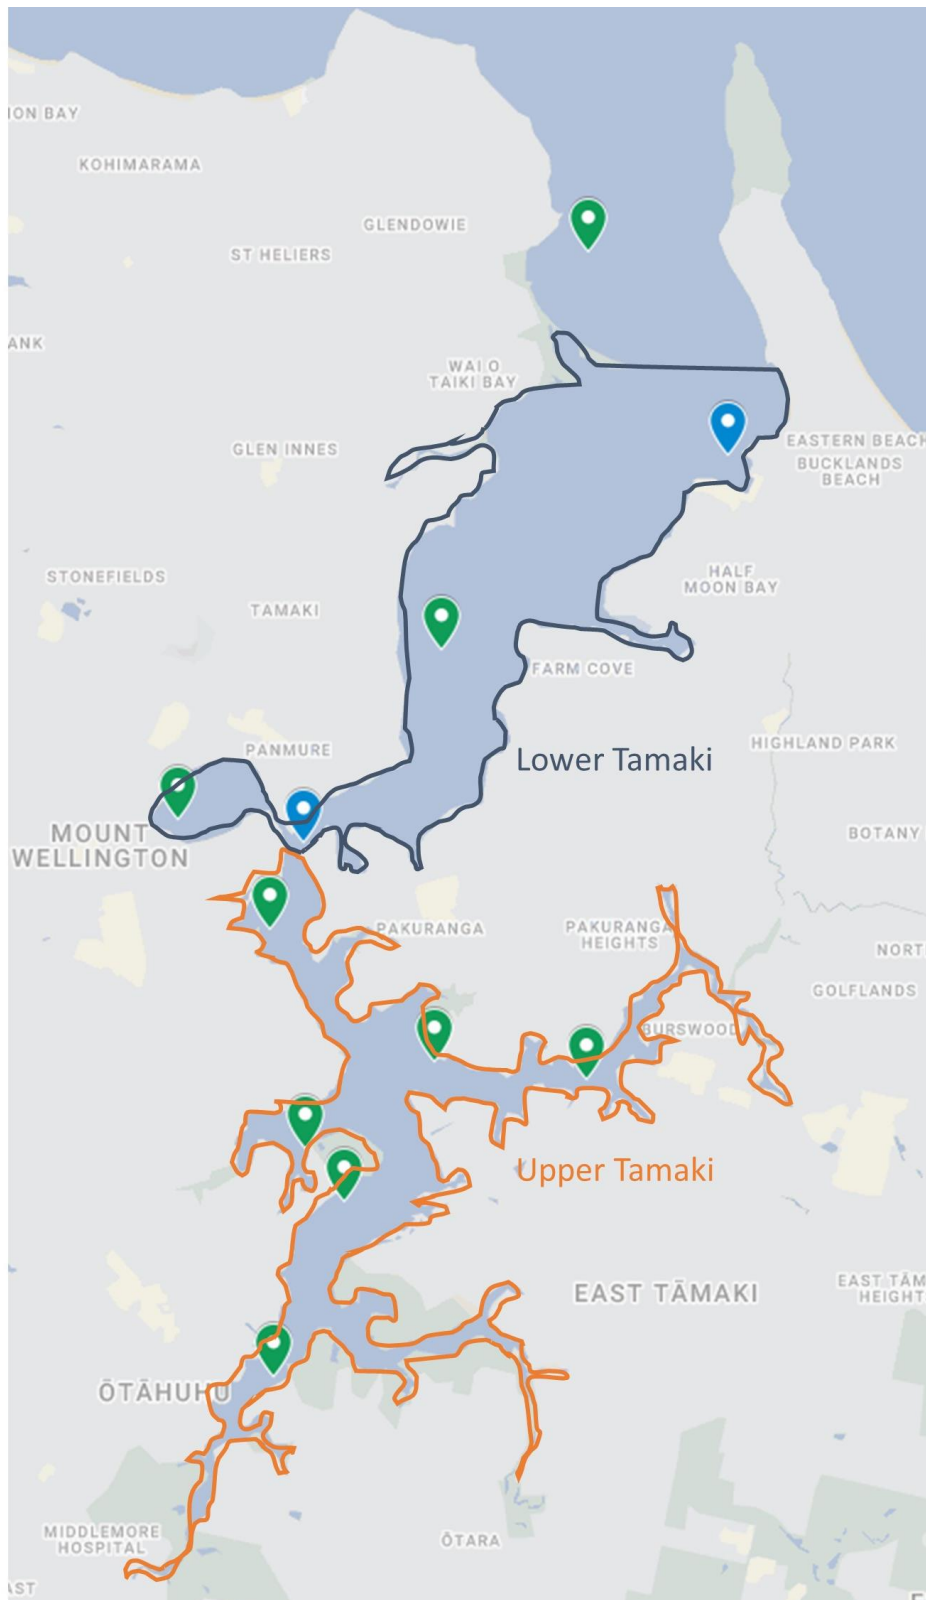 ION BAY
KOHIMARAMA
GLENDOWIE
ST HELIERS
ANK
WAI O
TAIKI BAY
GLEN INNES
EASTERN BEACH
BUCKLANDS
BEACH
STONEFIELDS
HALF
MOON BAY
TAMAKI
FARM COVE
PANMURE
Lower Tamaki
HIGHLAND PARK
MOUNT
WELLINGTON
BOTANY
PAKURANGA
PAKURANGA
HEIGHTS
NORT
GOLFLANDS
BURSWOOD
Upper Tamaki
EAST TĀMAKI
EAST TĀM
HEIGHT
ŌTĀHUHU
MIDDLEMORE
HOSPITAL
ŌTARA
AST